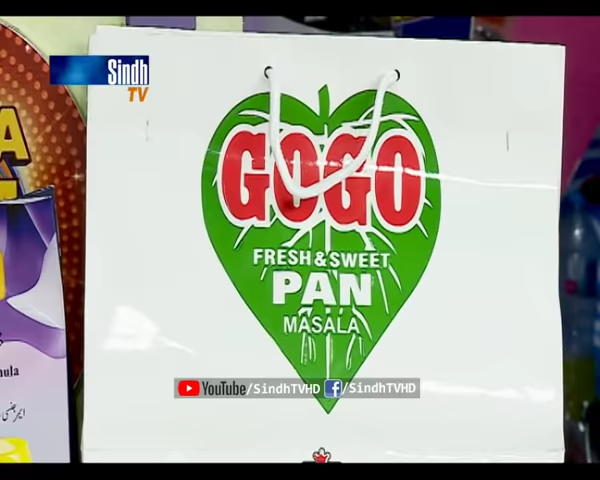 Sindh
TV
GOGO
FRESH & SWEET
PAN
MASALA
YouTube/SindhTVHD f/SindhTVHD